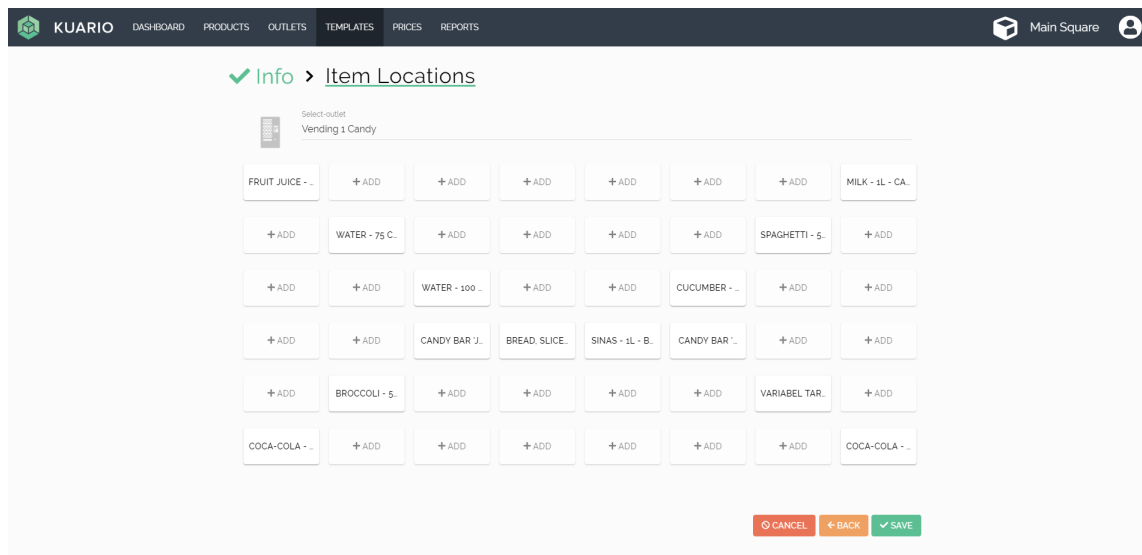 KUARIO DASHBOARD PRODUCTS OUTLETS TEMPLATES PRICES REPORTS Main Square
Info > Item Locations
Select-outlet
Vending 1 Candy
FRUIT JUICE - ... + ADD + ADD + ADD + ADD + ADD + ADD MILK - 1L - CA...
+ ADD WATER - 75 C... + ADD + ADD + ADD + ADD SPAGHETTI - 5... + ADD
+ ADD + ADD WATER - 100 ... + ADD + ADD CUCUMBER - ... + ADD + ADD
+ ADD + ADD CANDY BAR 'J... BREAD, SLICE... SINAS - 1L - B... CANDY BAR '... + ADD + ADD
+ ADD BROCCOLI - 5... + ADD + ADD + ADD + ADD VARIABEL TAR... + ADD
COCA-COLA - ... + ADD + ADD + ADD + ADD + ADD + ADD COCA-COLA - ...
CANCEL BACK SAVE